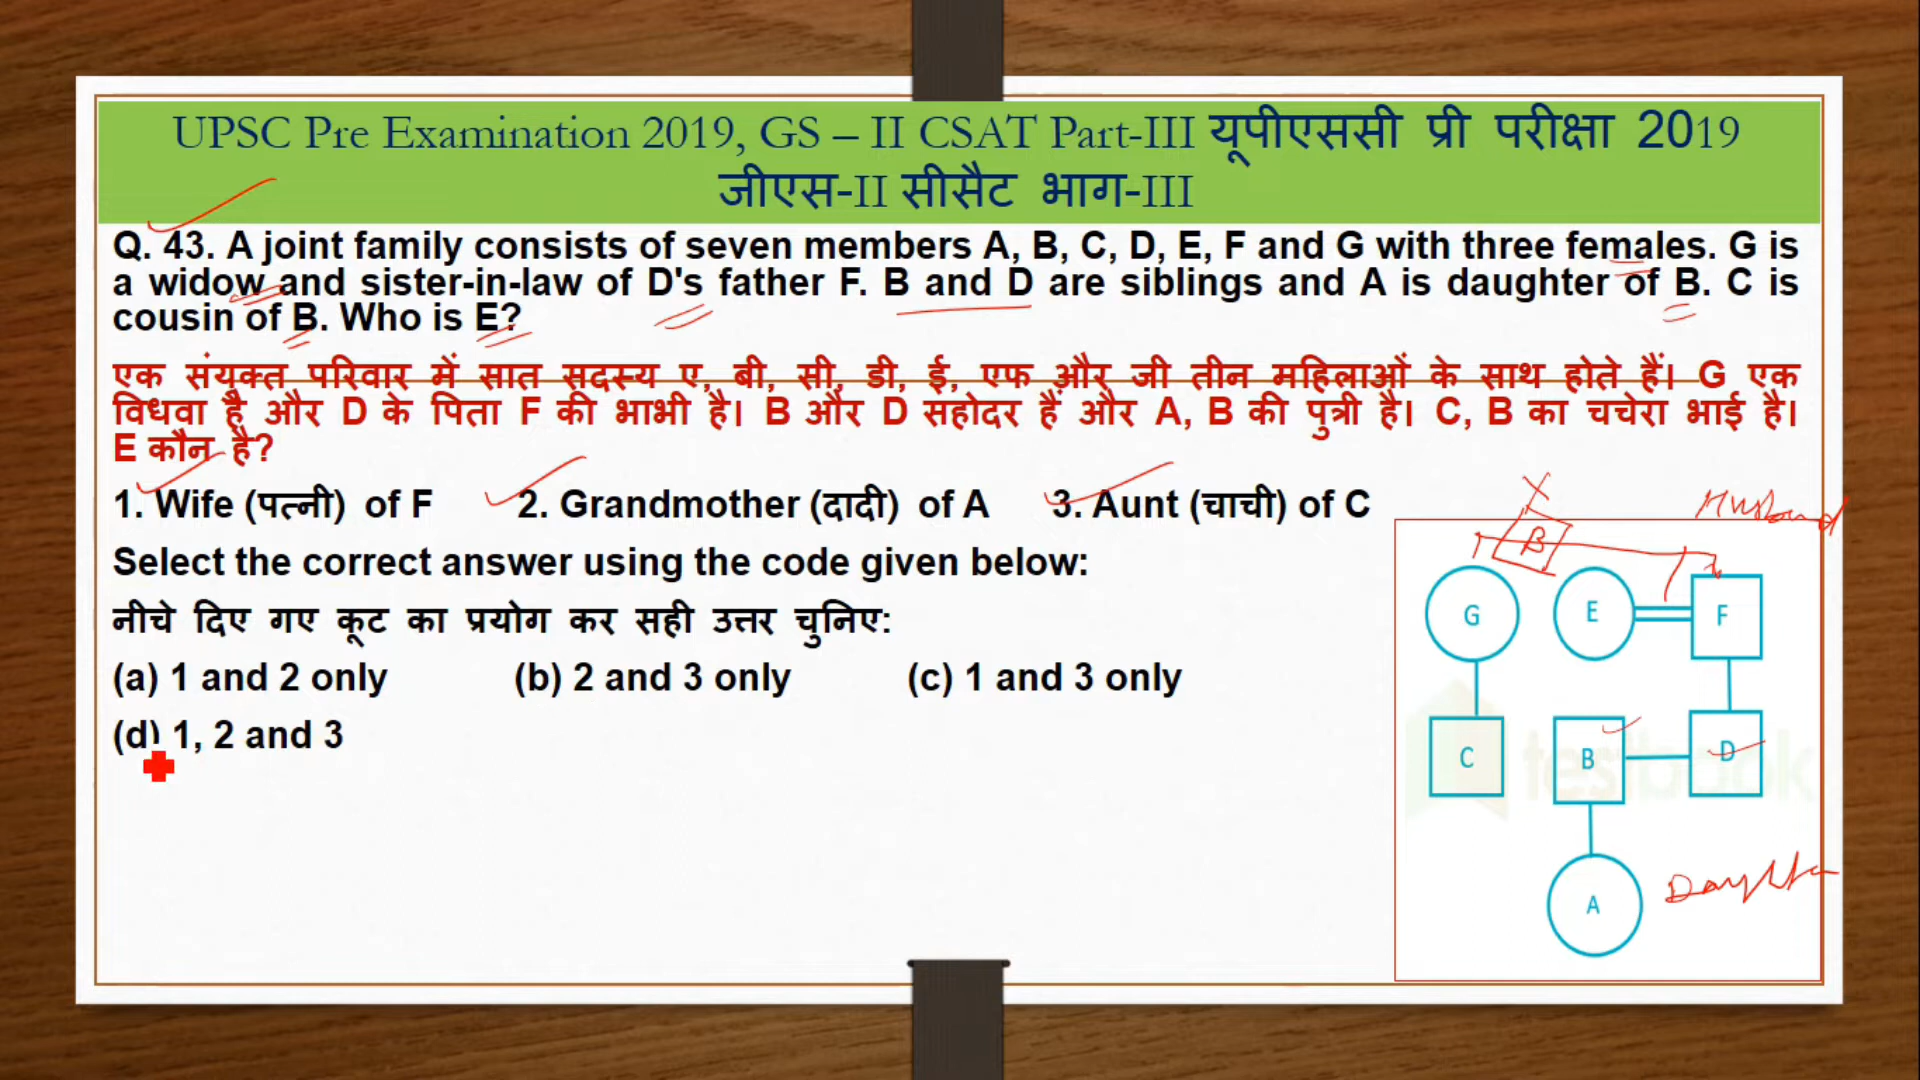 UPSC Pre Examination 2019, GS – II CSAT Part-III यूपीएससी प्री परीक्षा 2019
जीएस-II सीसैट भाग-III
Q. 43. A joint family consists of seven members A, B, C, D, E, F and G with three females. G is
a widow and sister-in-law of D's father F. B and D are siblings and A is daughter of B. C is
cousin of B. Who is E?
एक संयुक्त परिवार में सात सदस्य ए, बी, सी, डी, ई, एफ और जी तीन महिलाओं के साथ होते हैं। G एक
विधवा है और D के पिता F की भाभी है। B और D सहोदर हैं और A, B की पुत्री है। C, B का चचेरा भाई है।
E कौन है?
1. Wife (पत्नी) of F 2. Grandmother (दादी) of A 3. Aunt (चाची) of C
Select the correct answer using the code given below:
नीचे दिए गए कूट का प्रयोग कर सही उत्तर चुनिए:
(a) 1 and 2 only (b) 2 and 3 only (c) 1 and 3 only
(d) 1, 2 and 3
Husband
B
G E F
C B D
testbook
A
Daughter